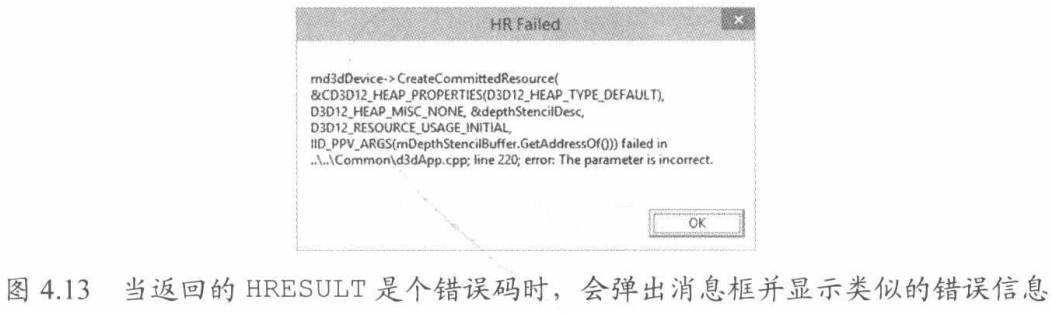 HR Failed
md3dDevice->CreateCommittedResource(
&CD3D12_HEAP_PROPERTIES(D3D12_HEAP_TYPE_DEFAULT),
D3D12_HEAP_MISC_NONE, &depthStencilDesc,
D3D12_RESOURCE_USAGE_INITIAL,
IID_PPV_ARGS(mDepthStencilBuffer.GetAddressOf())) failed in
..\..\Common\d3dApp.cpp; line 220; error: The parameter is incorrect.
OK
图 4.13 当返回的 HRESULT 是个错误码时，会弹出消息框并显示类似的错误信息